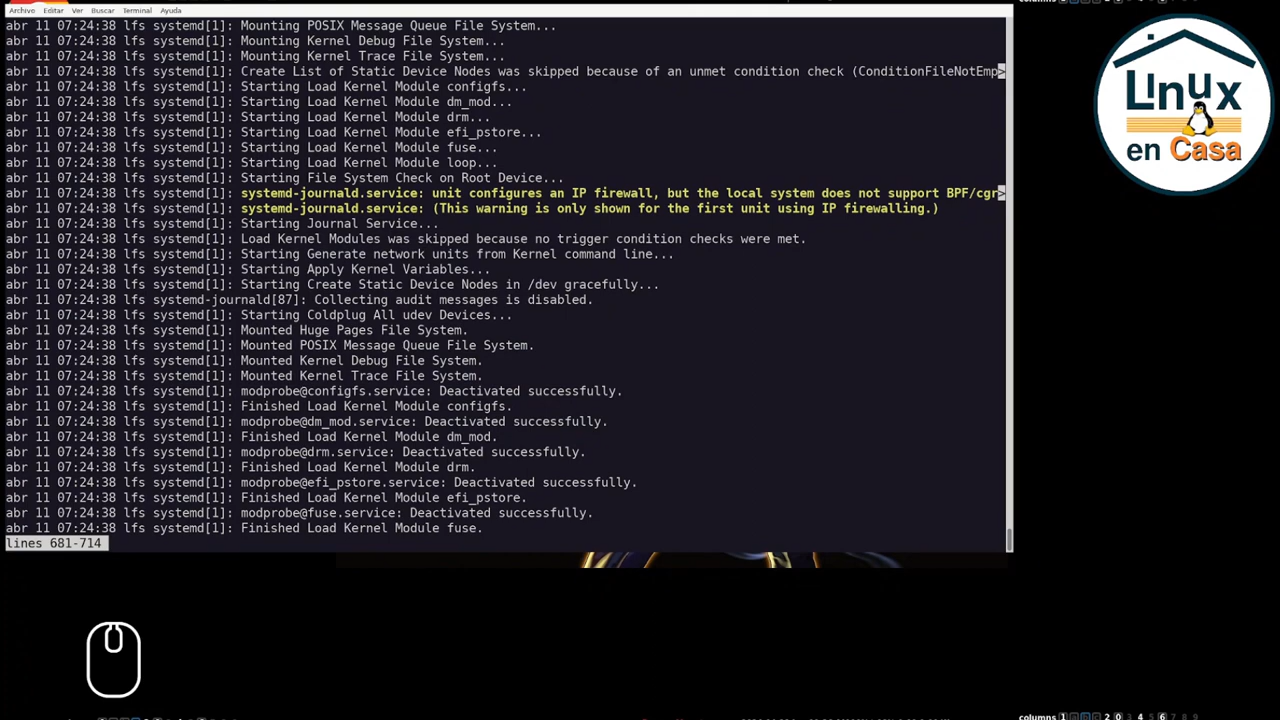 Archivo Editar Ver Buscar Terminal Ayuda
abr 11 07:24:38 lfs systemd[1]: Mounting POSIX Message Queue File System...
abr 11 07:24:38 lfs systemd[1]: Mounting Kernel Debug File System...
abr 11 07:24:38 lfs systemd[1]: Mounting Kernel Trace File System...
abr 11 07:24:38 lfs systemd[1]: Create List of Static Device Nodes was skipped because of an unmet condition check (ConditionFileNotEmp>
abr 11 07:24:38 lfs systemd[1]: Starting Load Kernel Module configfs...
abr 11 07:24:38 lfs systemd[1]: Starting Load Kernel Module dm_mod...
abr 11 07:24:38 lfs systemd[1]: Starting Load Kernel Module drm...
abr 11 07:24:38 lfs systemd[1]: Starting Load Kernel Module efi_pstore...
abr 11 07:24:38 lfs systemd[1]: Starting Load Kernel Module fuse...
abr 11 07:24:38 lfs systemd[1]: Starting Load Kernel Module loop...
abr 11 07:24:38 lfs systemd[1]: Starting File System Check on Root Device...
abr 11 07:24:38 lfs systemd[1]: systemd-journald.service: unit configures an IP firewall, but the local system does not support BPF/cgr>
abr 11 07:24:38 lfs systemd[1]: systemd-journald.service: (This warning is only shown for the first unit using IP firewalling.)
abr 11 07:24:38 lfs systemd[1]: Starting Journal Service...
abr 11 07:24:38 lfs systemd[1]: Load Kernel Modules was skipped because no trigger condition checks were met.
abr 11 07:24:38 lfs systemd[1]: Starting Generate network units from Kernel command line...
abr 11 07:24:38 lfs systemd[1]: Starting Apply Kernel Variables...
abr 11 07:24:38 lfs systemd[1]: Starting Create Static Device Nodes in /dev gracefully...
abr 11 07:24:38 lfs systemd-journald[87]: Collecting audit messages is disabled.
abr 11 07:24:38 lfs systemd[1]: Starting Coldplug All udev Devices...
abr 11 07:24:38 lfs systemd[1]: Mounted Huge Pages File System.
abr 11 07:24:38 lfs systemd[1]: Mounted POSIX Message Queue File System.
abr 11 07:24:38 lfs systemd[1]: Mounted Kernel Debug File System.
abr 11 07:24:38 lfs systemd[1]: Mounted Kernel Trace File System.
abr 11 07:24:38 lfs systemd[1]: modprobe@configfs.service: Deactivated successfully.
abr 11 07:24:38 lfs systemd[1]: Finished Load Kernel Module configfs.
abr 11 07:24:38 lfs systemd[1]: modprobe@dm_mod.service: Deactivated successfully.
abr 11 07:24:38 lfs systemd[1]: Finished Load Kernel Module dm_mod.
abr 11 07:24:38 lfs systemd[1]: modprobe@drm.service: Deactivated successfully.
abr 11 07:24:38 lfs systemd[1]: Finished Load Kernel Module drm.
abr 11 07:24:38 lfs systemd[1]: modprobe@efi_pstore.service: Deactivated successfully.
abr 11 07:24:38 lfs systemd[1]: Finished Load Kernel Module efi_pstore.
abr 11 07:24:38 lfs systemd[1]: modprobe@fuse.service: Deactivated successfully.
abr 11 07:24:38 lfs systemd[1]: Finished Load Kernel Module fuse.
lines 681-714
Linux
en Casa
columns